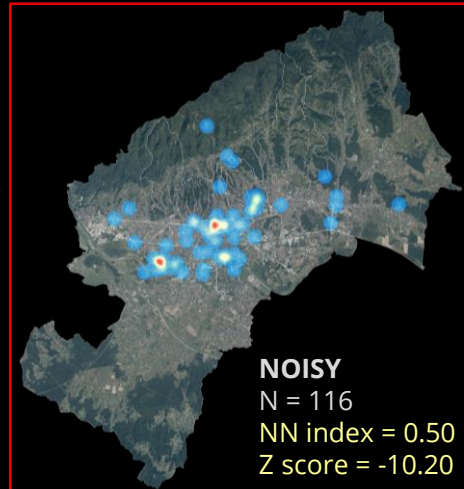 NOISY
N = 116
NN index = 0.50
Z score = -10.20